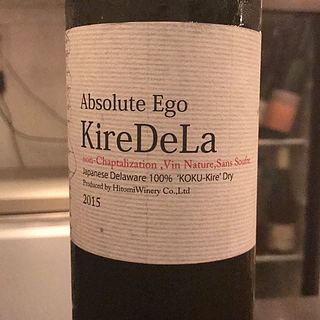 Absolute Ego
KireDeLa
non-Chaptalization ,Vin Nature,Sans Soufre
Japanese Delaware 100% 'KOKU-Kire' Dry
Produced by HitomiWinery Co.,Ltd
2015